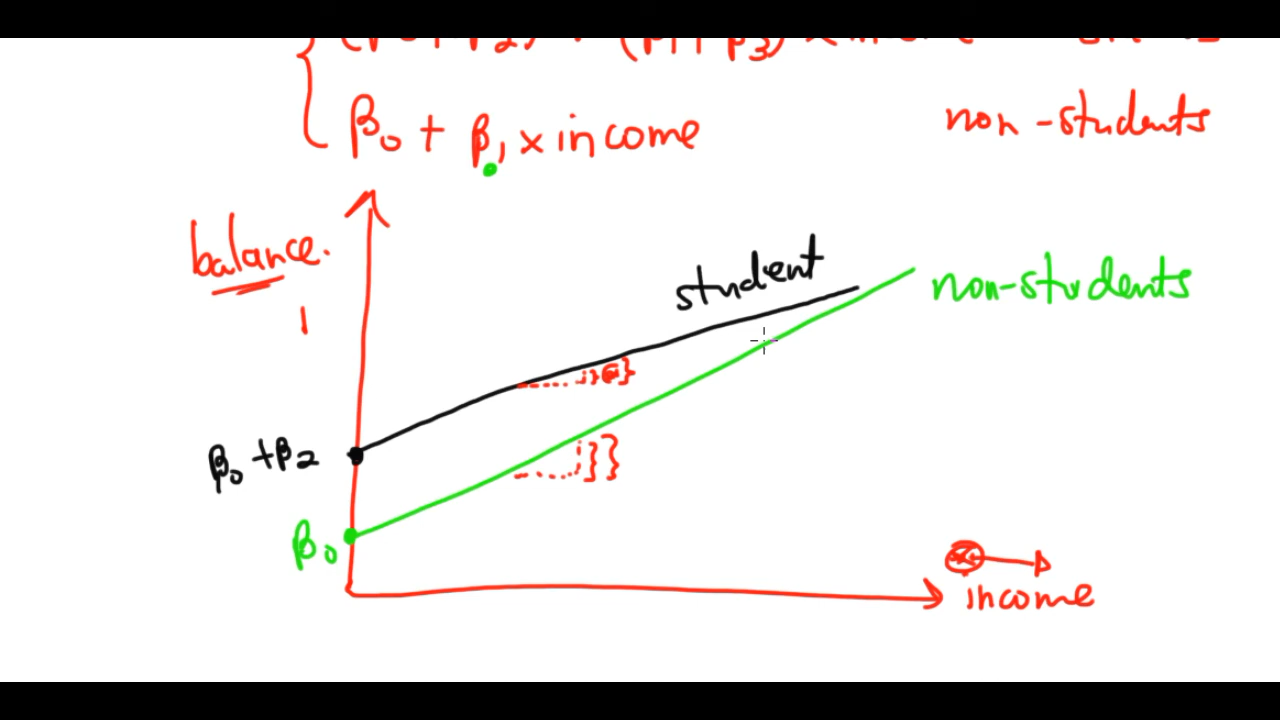 β₀ + β₁ × income non-students
balance.
student
non-students
β₀ + β₂
β₀
income